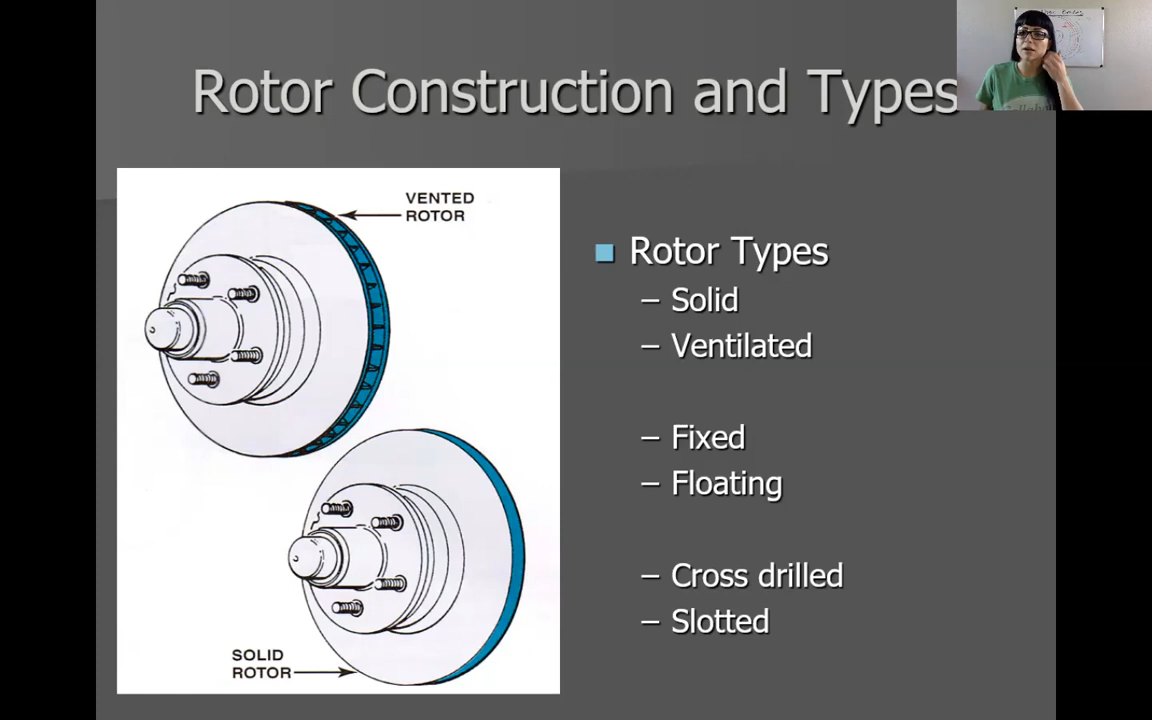 Rotor Construction and Types
VENTED
ROTOR
SOLID
ROTOR
■ Rotor Types
– Solid
– Ventilated
– Fixed
– Floating
– Cross drilled
– Slotted